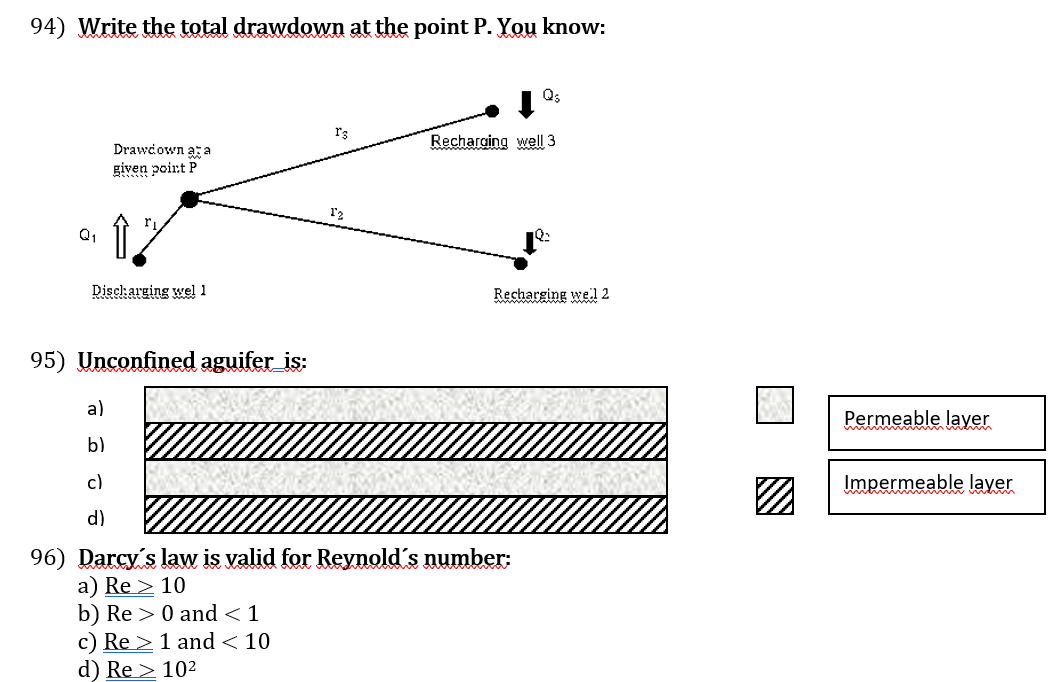 94) Write the total drawdown at the point P. You know:
Q3
r3
Recharging well 3
Drawdown at a
given point P
r2
Q1
r1
Q2
Discharging wel 1
Recharging well 2
95) Unconfined aguifer is:
a)
Permeable layer
b)
c)
Impermeable layer
d)
96) Darcy´s law is valid for Reynold´s number:
a) Re > 10
b) Re > 0 and < 1
c) Re > 1 and < 10
d) Re > 10²